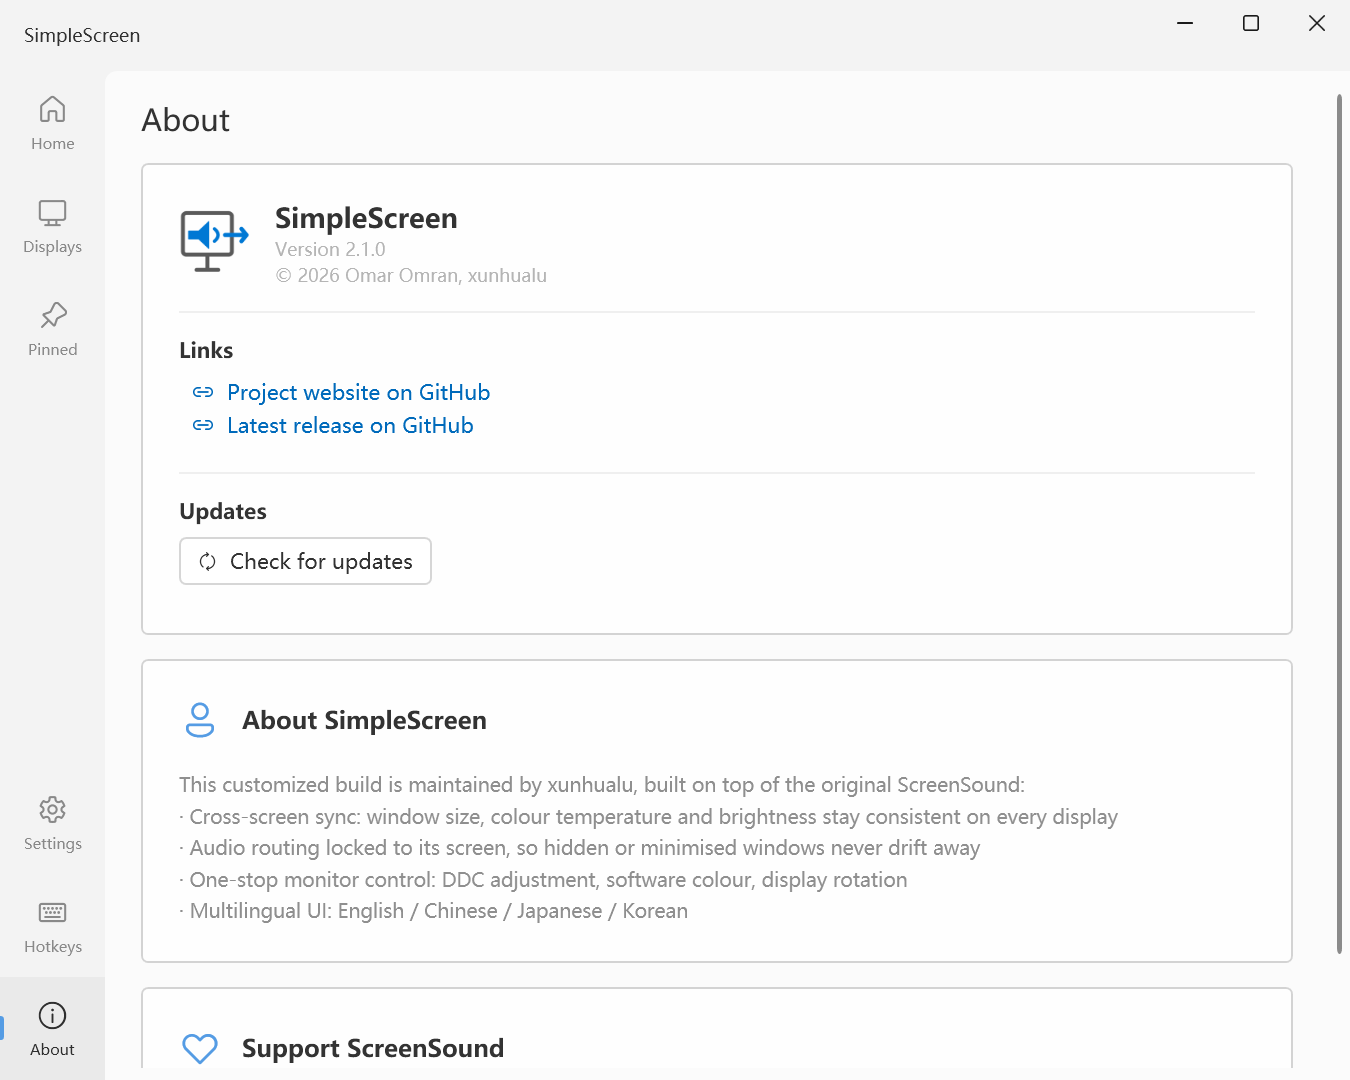 SimpleScreen
Home
Displays
Pinned
Settings
Hotkeys
About
About
SimpleScreen
Version 2.1.0
© 2026 Omar Omran, xunhualu
Links
Project website on GitHub
Latest release on GitHub
Updates
Check for updates
About SimpleScreen
This customized build is maintained by xunhualu, built on top of the original ScreenSound:
· Cross-screen sync: window size, colour temperature and brightness stay consistent on every display
· Audio routing locked to its screen, so hidden or minimised windows never drift away
· One-stop monitor control: DDC adjustment, software colour, display rotation
· Multilingual UI: English / Chinese / Japanese / Korean
Support ScreenSound